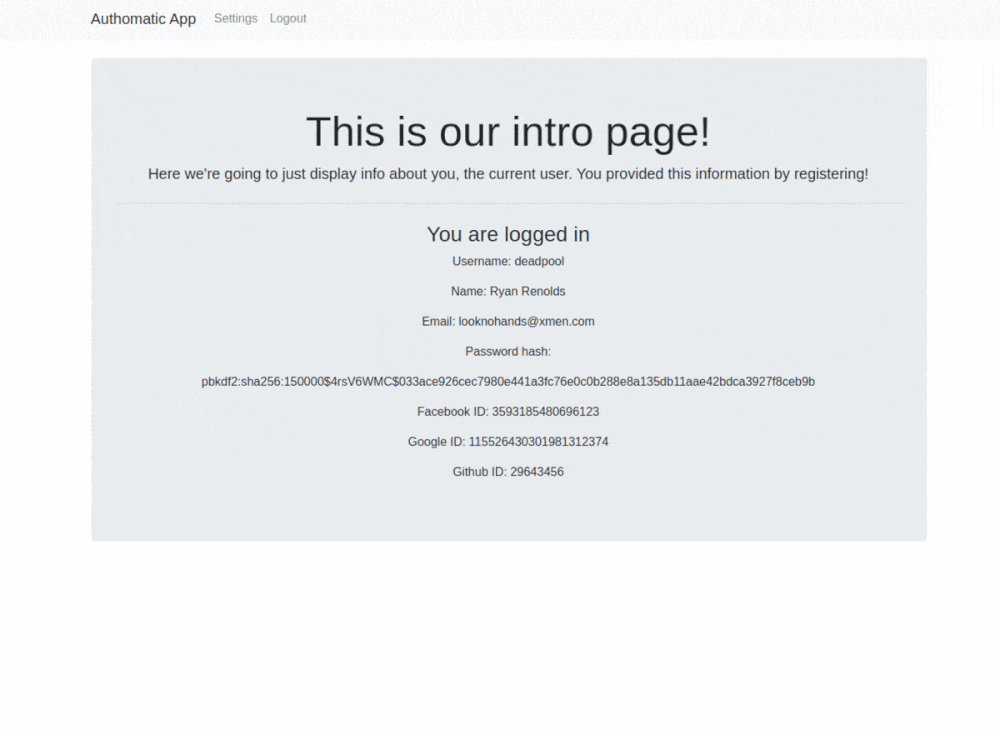 Authomatic App Settings Logout
This is our intro page!
Here we're going to just display info about you, the current user. You provided this information by registering!
You are logged in
Username: deadpool
Name: Ryan Renolds
Email: looknohands@xmen.com
Password hash:
pbkdf2:sha256:150000$4rsV6WMC$033ace926cec7980e441a3fc76e0c0b288e8a135db11aae42bdca3927f8ceb9b
Facebook ID: 3593185480696123
Google ID: 115526430301981312374
Github ID: 29643456